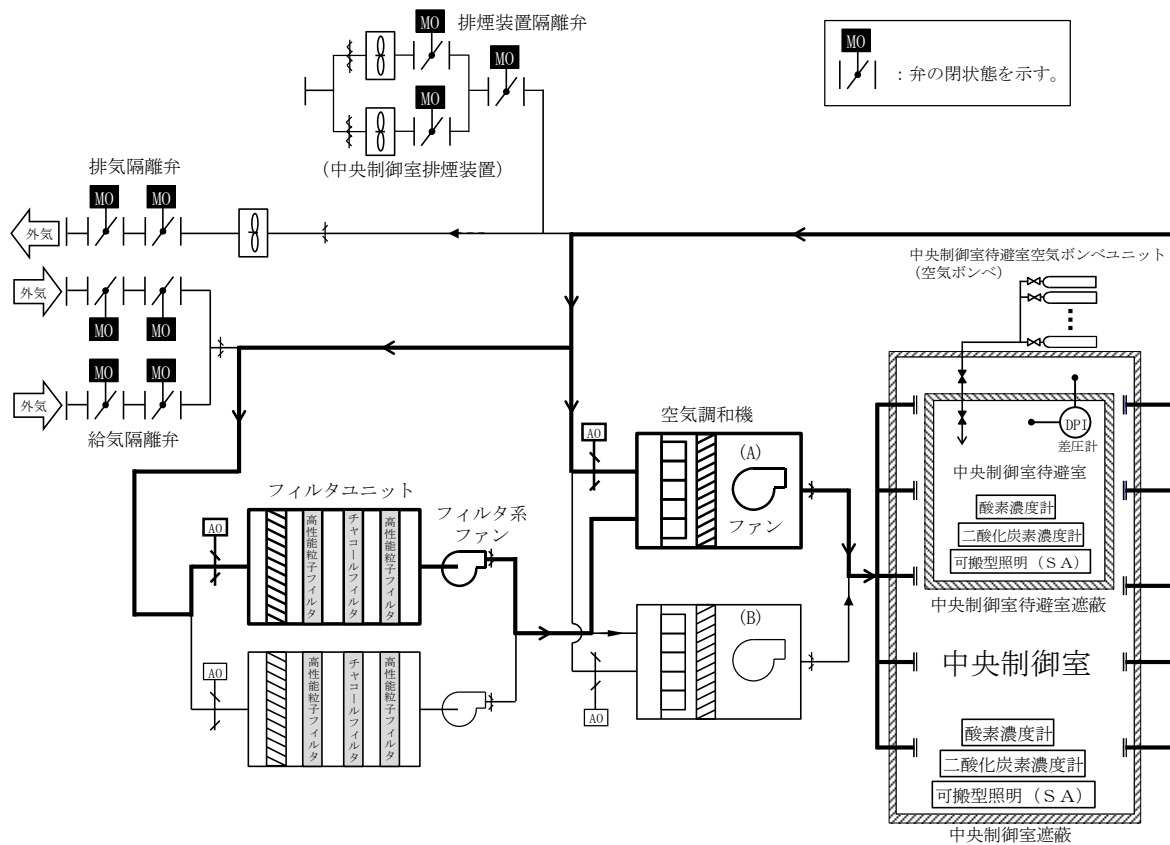 MO
排煙装置隔離弁
MO
MO
(中央制御室排煙装置)
MO
：弁の閉状態を示す。
排気隔離弁
MO
MO
外気
外気
MO
MO
MO
MO
外気
給気隔離弁
中央制御室待避室空気ボンベユニット
(空気ボンベ)
DPI
差圧計
中央制御室待避室
酸素濃度計
二酸化炭素濃度計
可搬型照明（ＳＡ）
中央制御室待避室遮蔽
中央制御室
酸素濃度計
二酸化炭素濃度計
可搬型照明（ＳＡ）
中央制御室遮蔽
空気調和機
AO
(A)
ファン
(B)
AO
フィルタユニット
フィルタ系
ファン
AO
高性能粒子フィルタ
チャコールフィルタ
高性能粒子フィルタ
AO
高性能粒子フィルタ
チャコールフィルタ
高性能粒子フィルタ